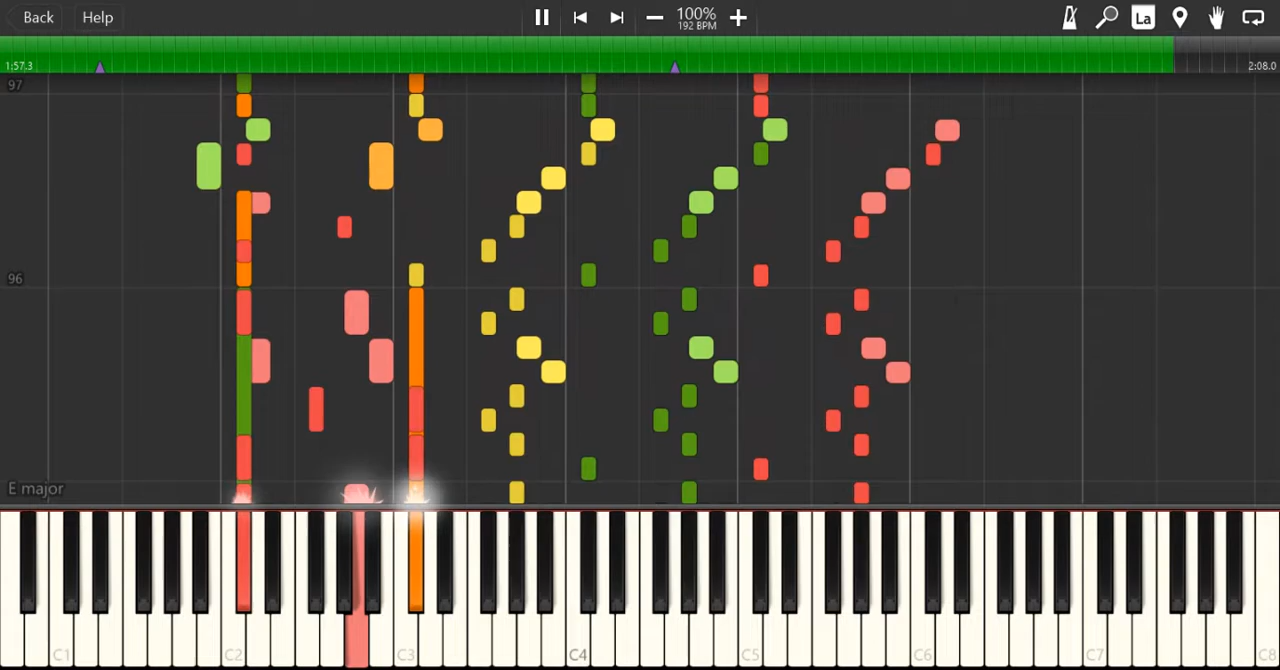 Back Help 100% La
192 BPM
1:57.3 2:08.0
97
96
E major
C1 C2 C3 C4 C5 C6 C7 C8